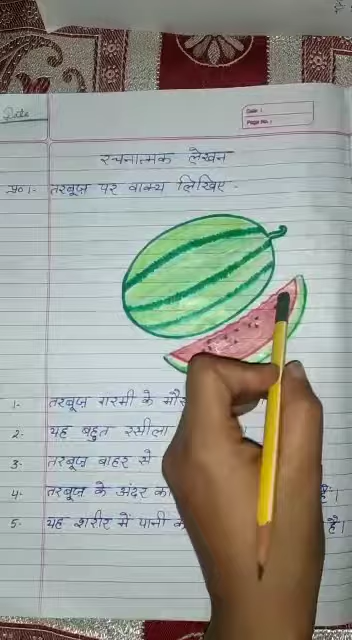 Date
Date :
Page No. :
रचनात्मक लेखन
प्र०1- तरबूज़ पर वाक्य लिखिए -
1- तरबूज़ गरमी के
2- यह बहुत रसीला
3- तरबूज़ बाहर से
4- तरबूज़ के अंदर का हैं।
5- यह शरीर में पानी है।